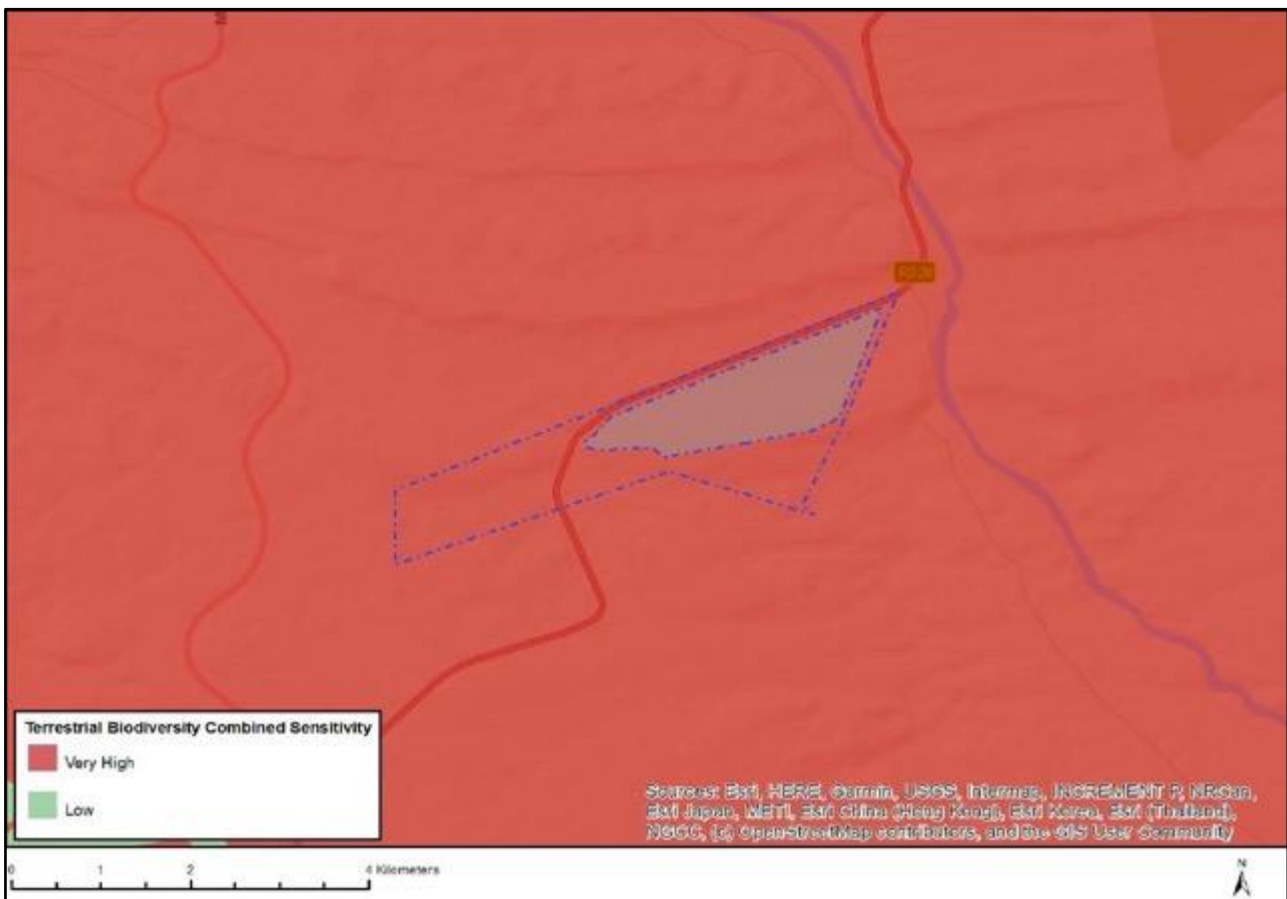 Terrestrial Biodiversity Combined Sensitivity
Very High
Low
Sources: Esri, HERE, Garmin, USGS, Intermap, INCREMENT P, NRCan,
Esri Japan, METI, Esri China (Hong Kong), Esri Korea, Esri (Thailand),
NGCC, (c) OpenStreetMap contributors, and the GIS User Community
0 1 2 4 Kilometers
N